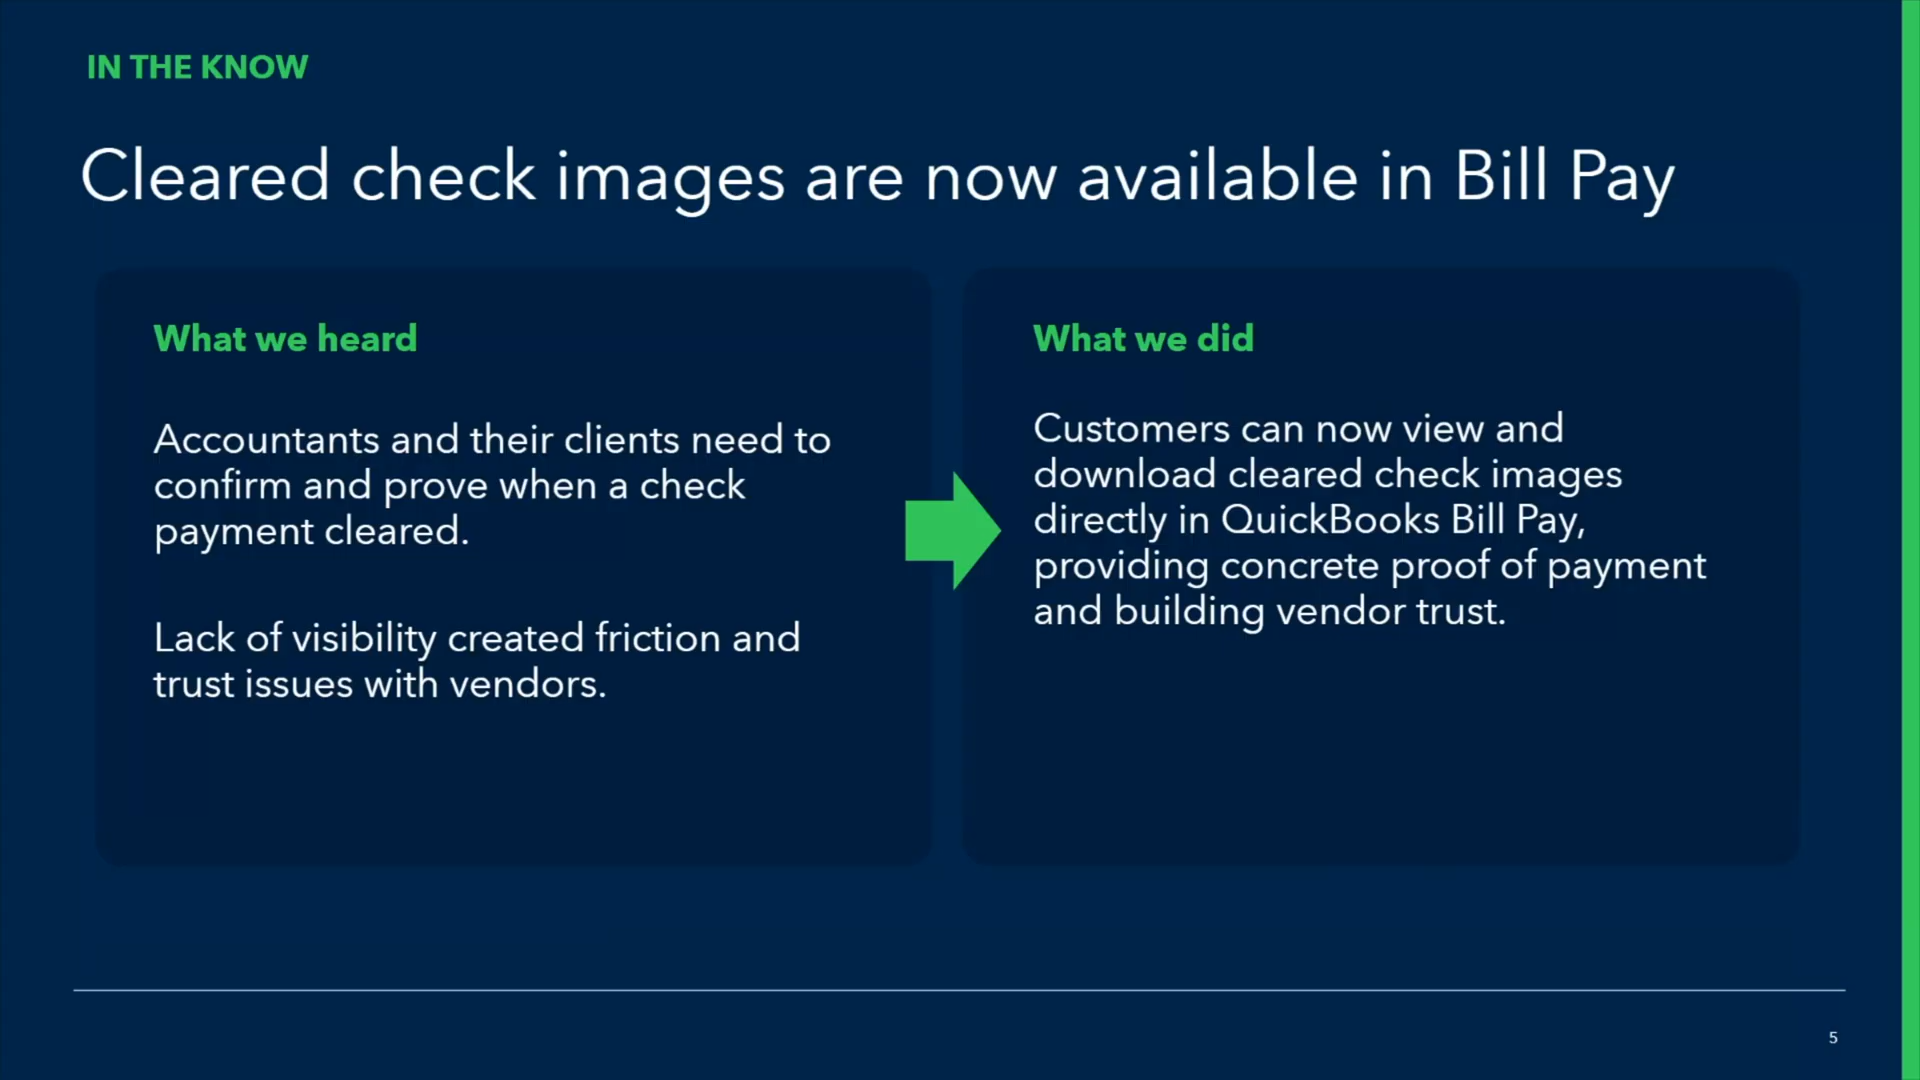 IN THE KNOW
Cleared check images are now available in Bill Pay
What we heard
Accountants and their clients need to
confirm and prove when a check
payment cleared.
Lack of visibility created friction and
trust issues with vendors.
What we did
Customers can now view and
download cleared check images
directly in QuickBooks Bill Pay,
providing concrete proof of payment
and building vendor trust.
5